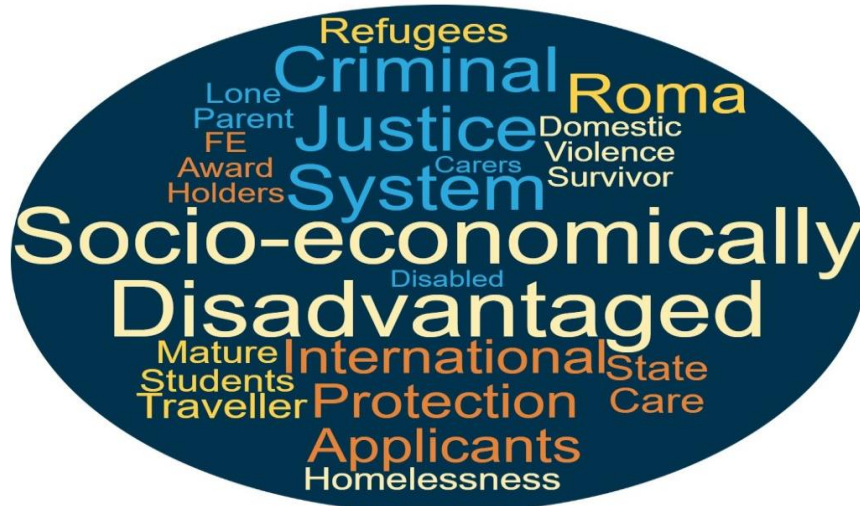 Refugees
Criminal
Justice
System
Lone
Parent
FE
Award
Holders
Carers
Roma
Domestic
Violence
Survivor
Socio-economically
Disabled
Disadvantaged
Mature
Students
Traveller
International
Protection
Applicants
State
Care
Homelessness